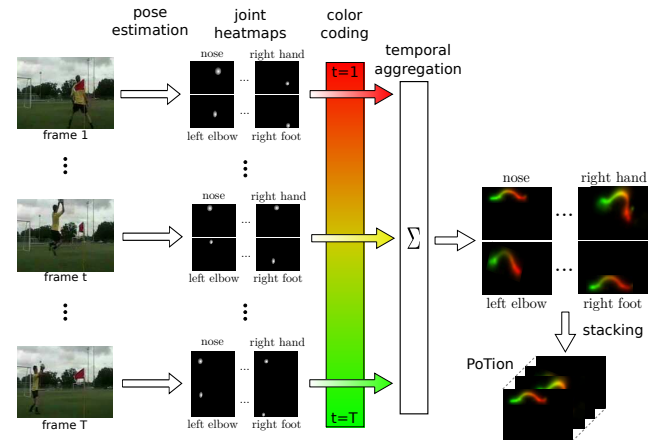 pose
estimation
joint
heatmaps
color
coding
temporal
aggregation
nose
right hand
...
...
left elbow
right foot
frame 1
t=1
nose
right hand
...
...
left elbow
right foot
frame t
Σ
nose
right hand
...
...
left elbow
right foot
frame T
t=T
nose
right hand
...
...
left elbow
right foot
stacking
PoTion